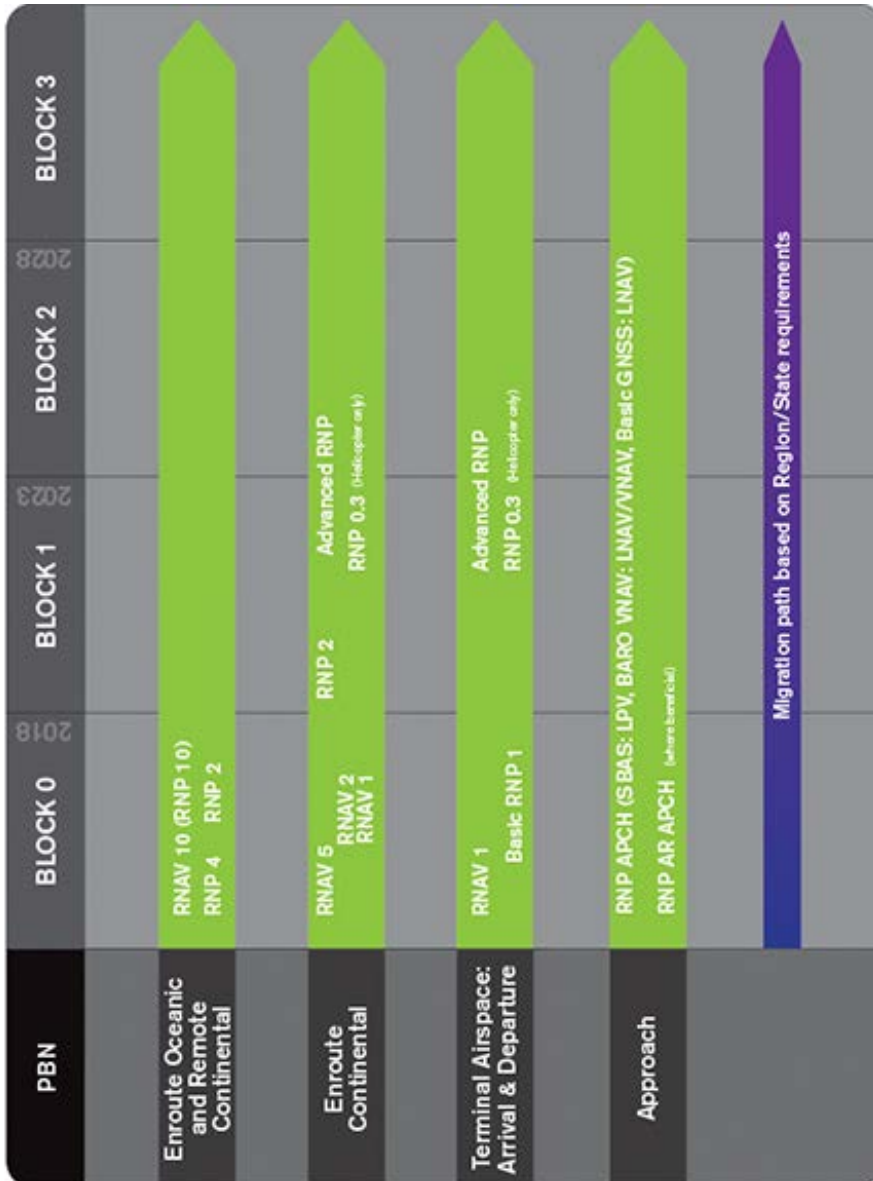 PBN
BLOCK 0
2018
BLOCK 1
2023
BLOCK 2
2028
BLOCK 3
Enroute Oceanic
and Remote
Continental
RNAV 10 (RNP 10)
RNP 4 RNP 2
Enroute
Continental
RNAV 5
RNAV 2
RNAV 1
RNP 2
Advanced RNP
RNP 0.3 (Helicopter only)
Terminal Airspace:
Arrival & Departure
RNAV 1
Basic RNP 1
Advanced RNP
RNP 0.3 (Helicopter only)
Approach
RNP APCH (SBAS: LPV, BARO VNAV: LNAV/VNAV, Basic GNSS: LNAV)
RNP AR APCH (where beneficial)
Migration path based on Region/State requirements